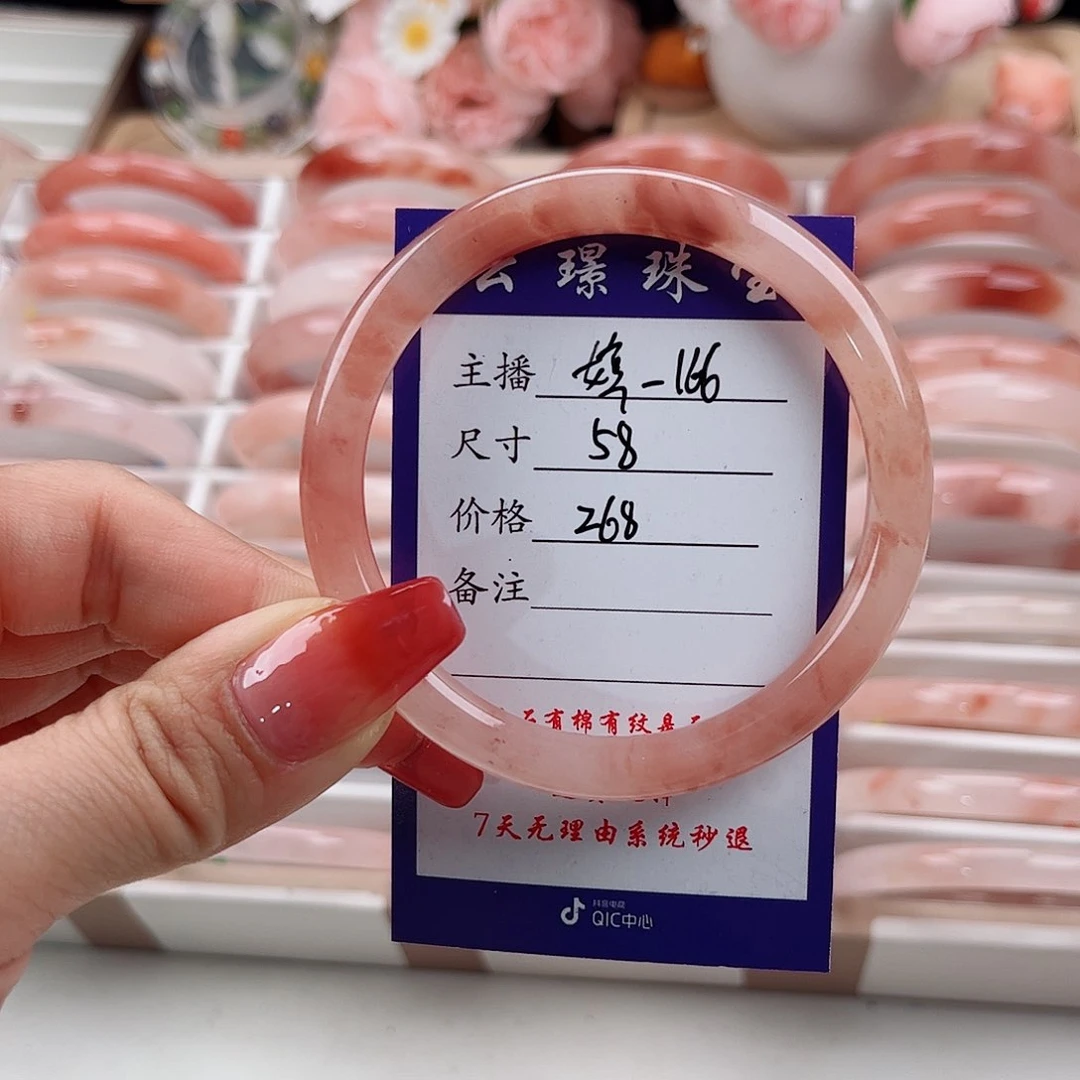 云璟珠宝
主播 婷-166
尺寸 58
价格 268
备注
有棉有纹
7天无理由系统秒退
抖音电商
QIC中心